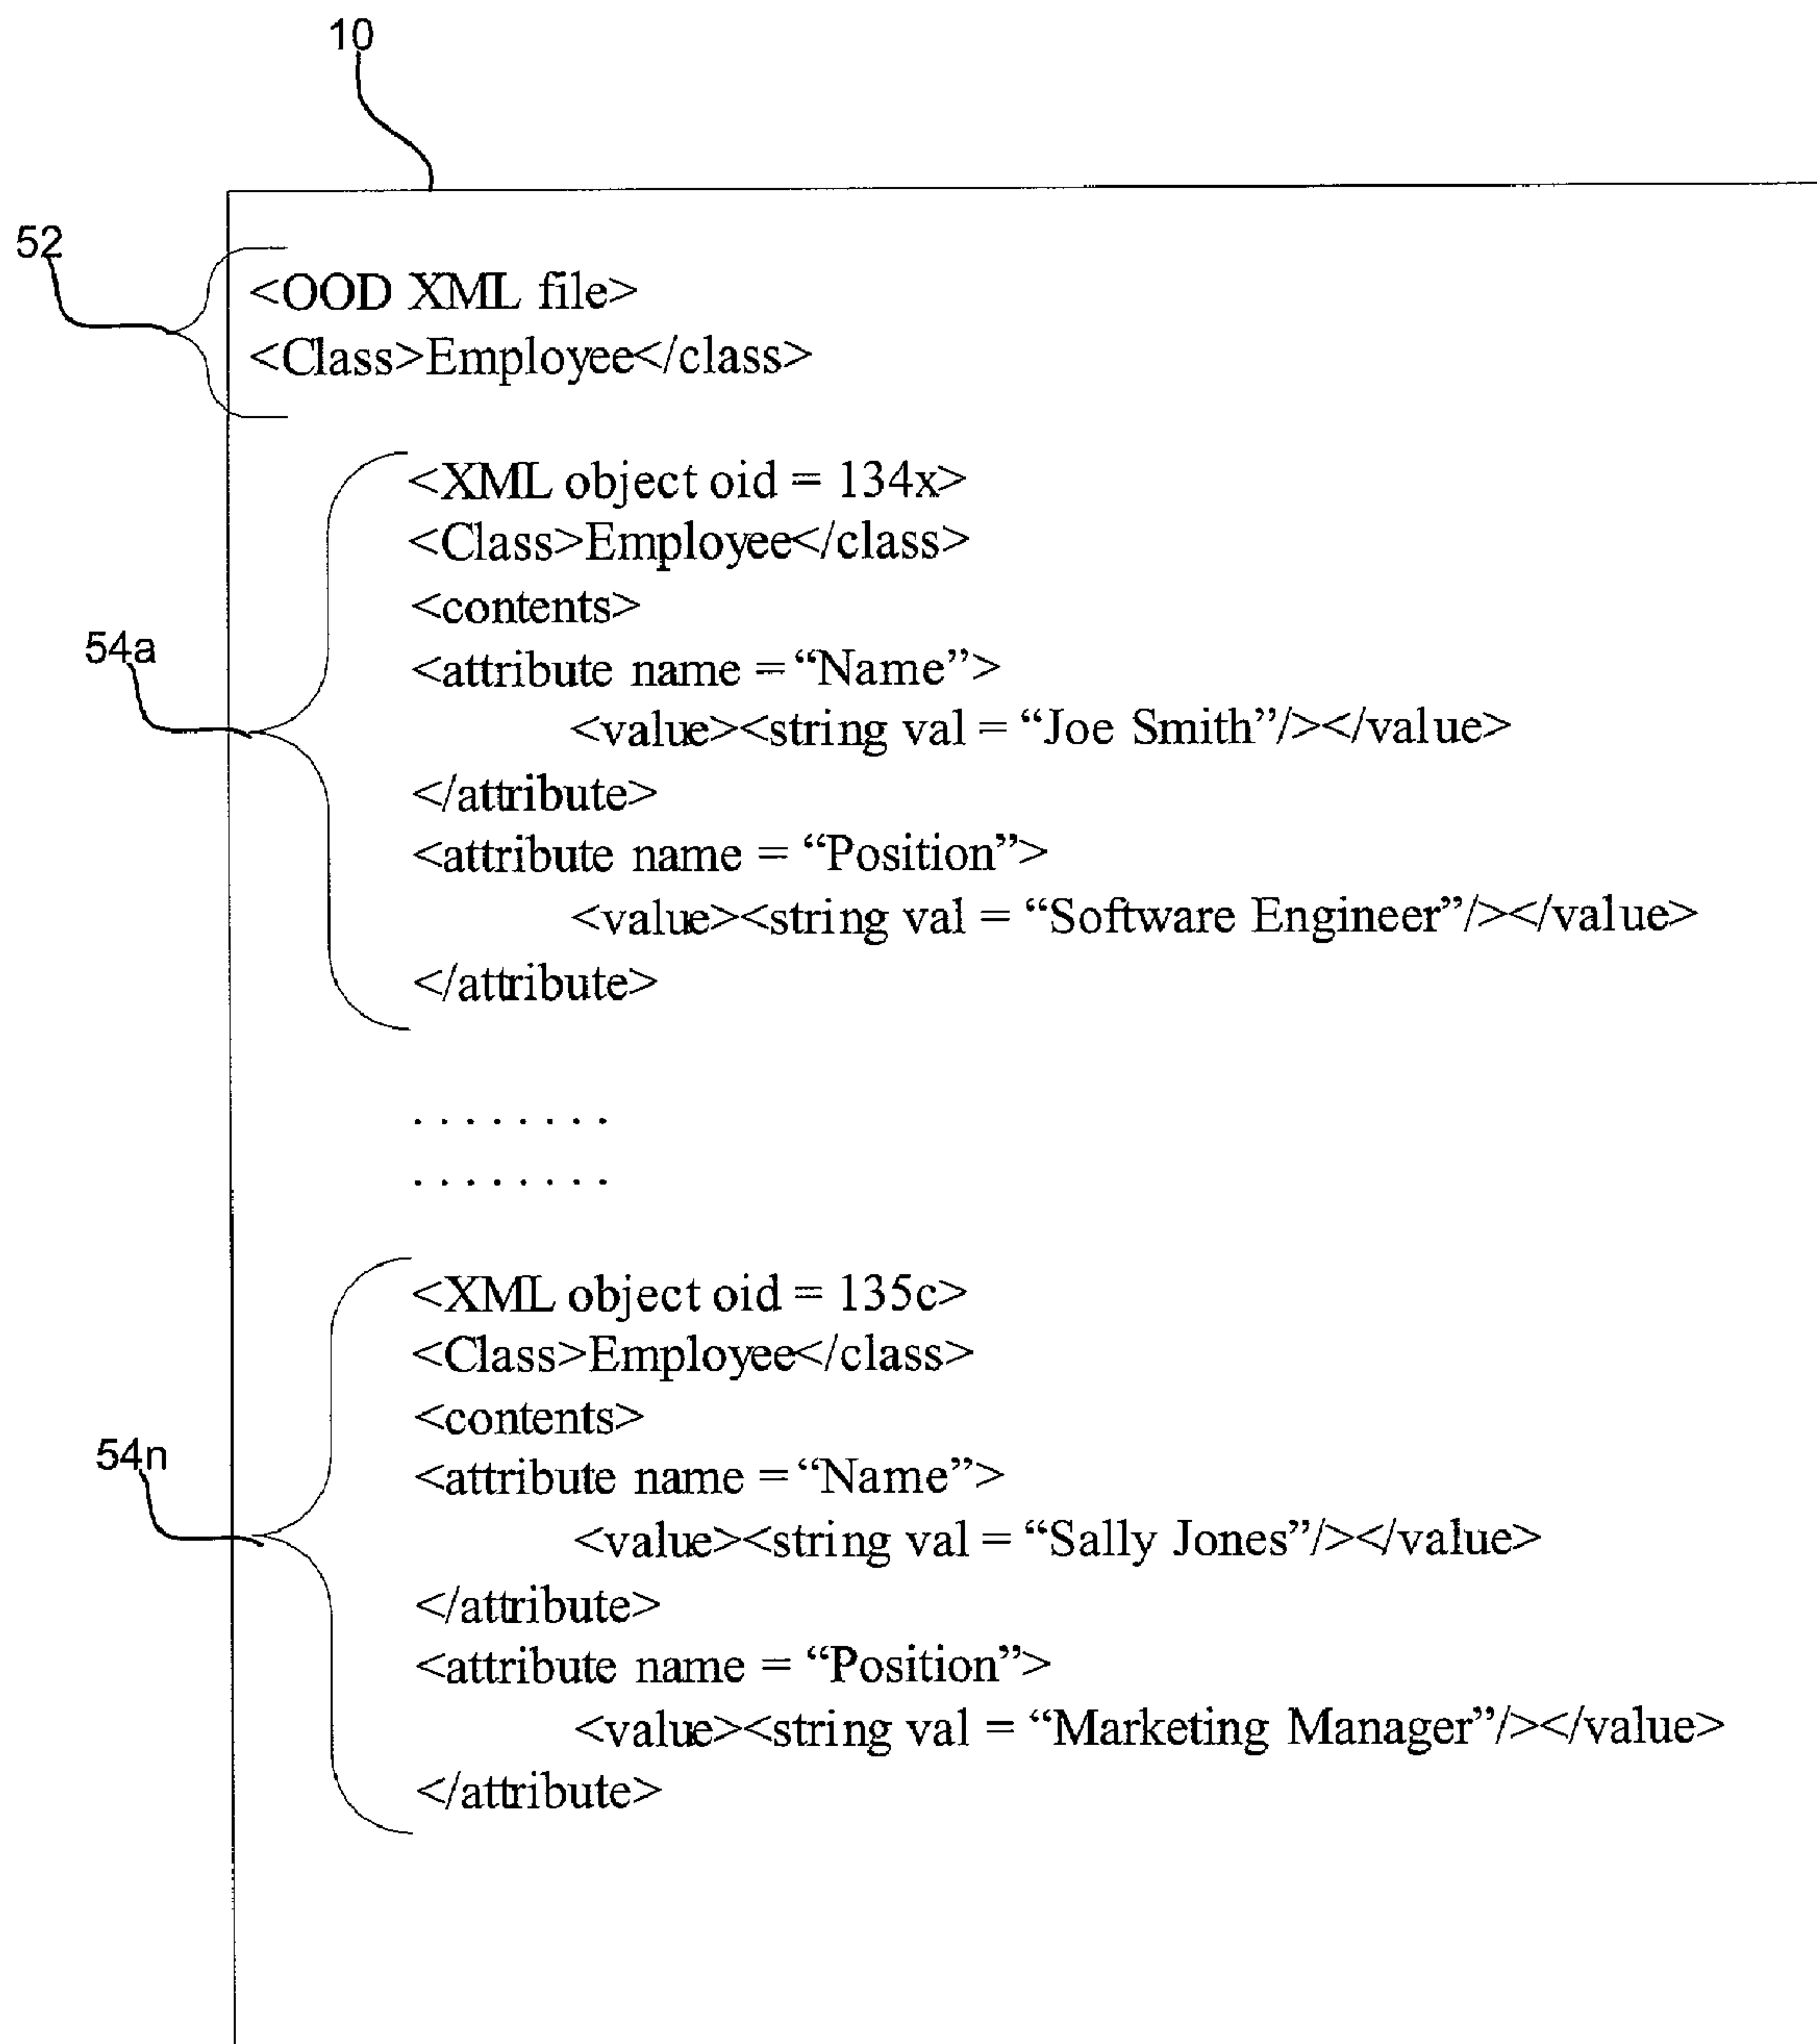 10
52
<OOD XML file>
<Class>Employee</class>
<XML object oid = 134x>
<Class>Employee</class>
<contents>
54a
<attribute name =“Name”>
<value><string val = “Joe Smith”/></value>
</attribute>
<attribute name = “Position”>
<value><string val = “Software Engineer”/></value>
</attribute>
. . . . . . . .
. . . . . . . .
<XML object oid = 135c>
<Class>Employee</class>
<contents>
54n
<attribute name =“Name”>
<value><string val = “Sally Jones”/></value>
</attribute>
<attribute name = “Position”>
<value><string val = “Marketing Manager”/></value>
</attribute>